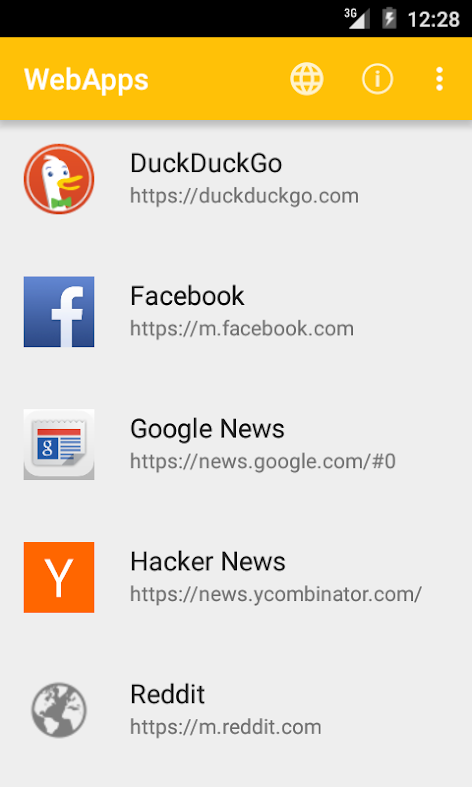 3G 12:28
WebApps
DuckDuckGo
https://duckduckgo.com
f
Facebook
https://m.facebook.com
g
Google News
https://news.google.com/#0
Y
Hacker News
https://news.ycombinator.com/
Reddit
https://m.reddit.com